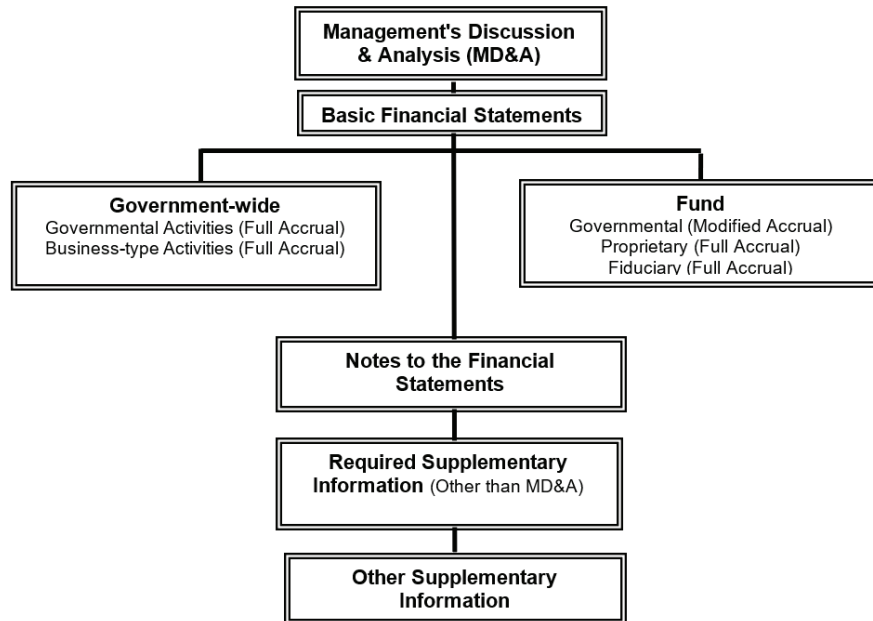 Management's Discussion
& Analysis (MD&A)
Basic Financial Statements
Government-wide
Governmental Activities (Full Accrual)
Business-type Activities (Full Accrual)
Fund
Governmental (Modified Accrual)
Proprietary (Full Accrual)
Fiduciary (Full Accrual)
Notes to the Financial
Statements
Required Supplementary
Information (Other than MD&A)
Other Supplementary
Information